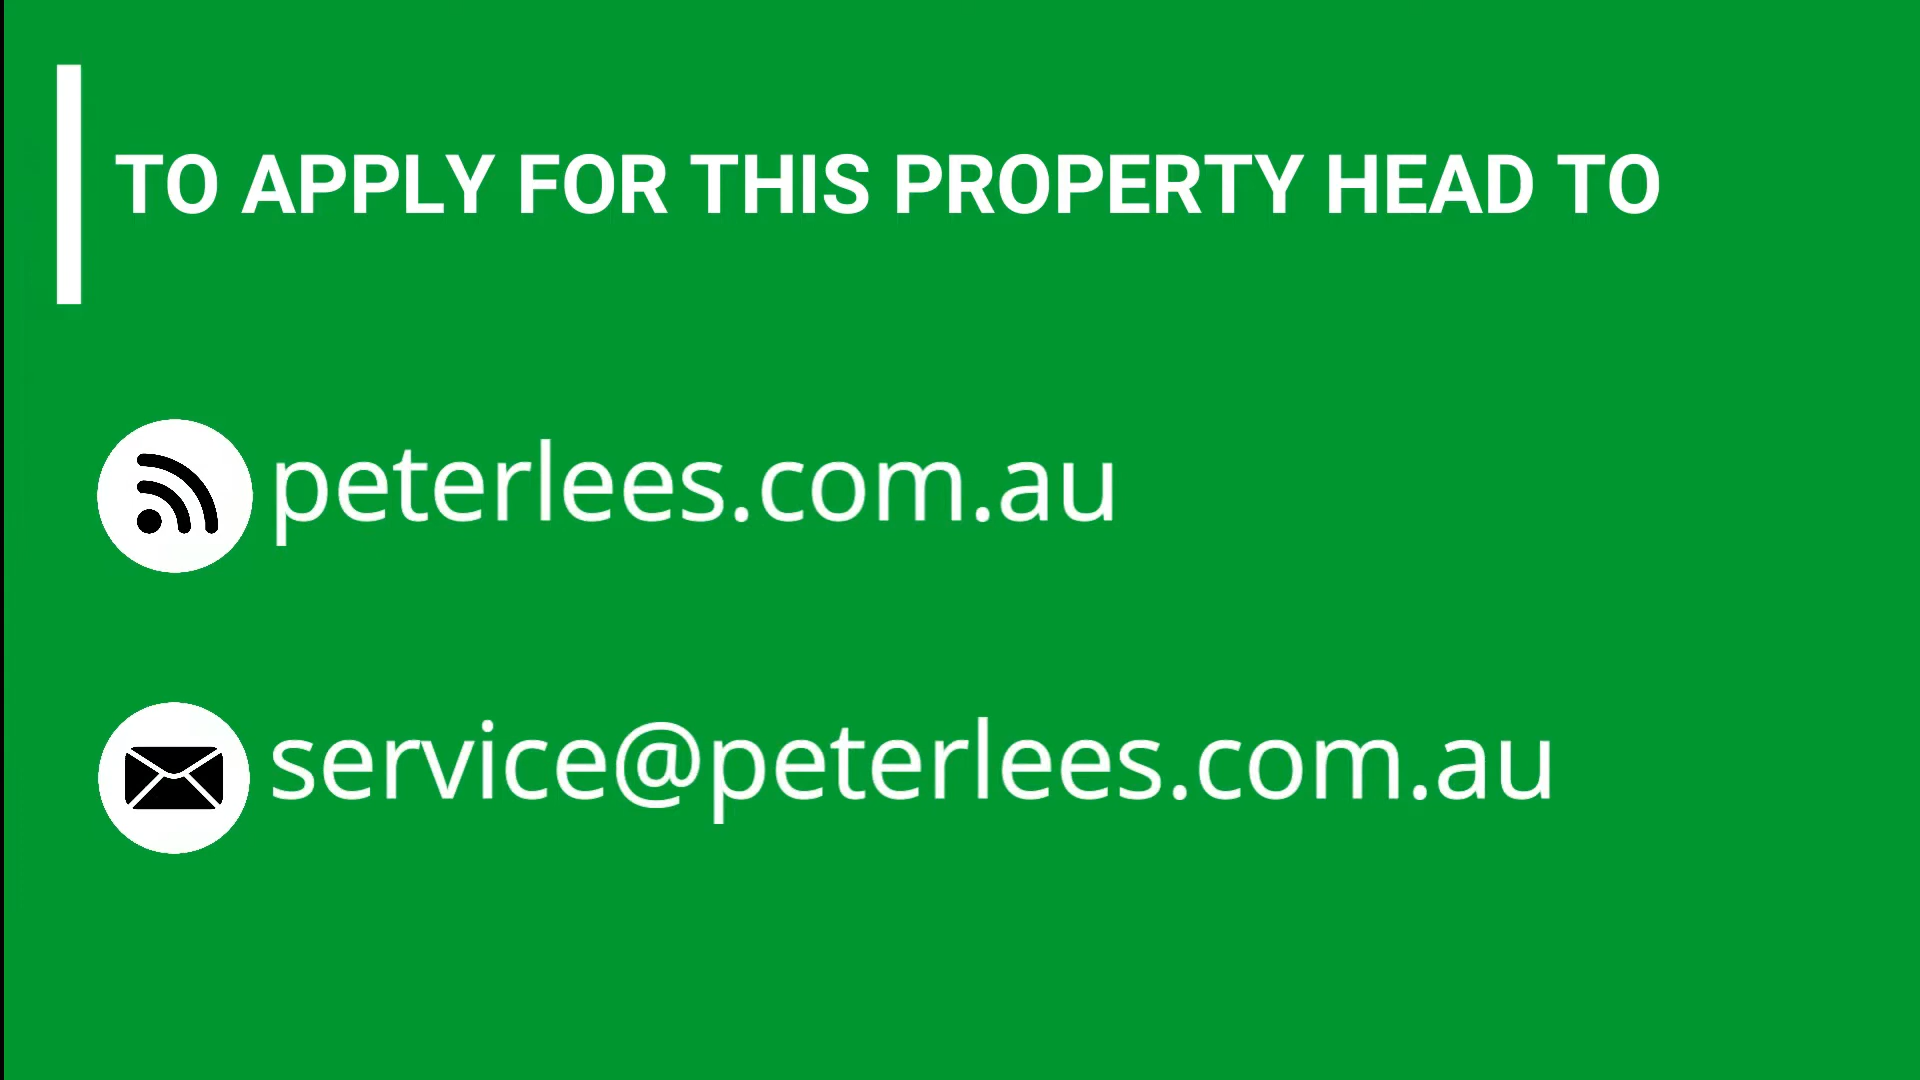 TO APPLY FOR THIS PROPERTY HEAD TO
peterlees.com.au
service@peterlees.com.au